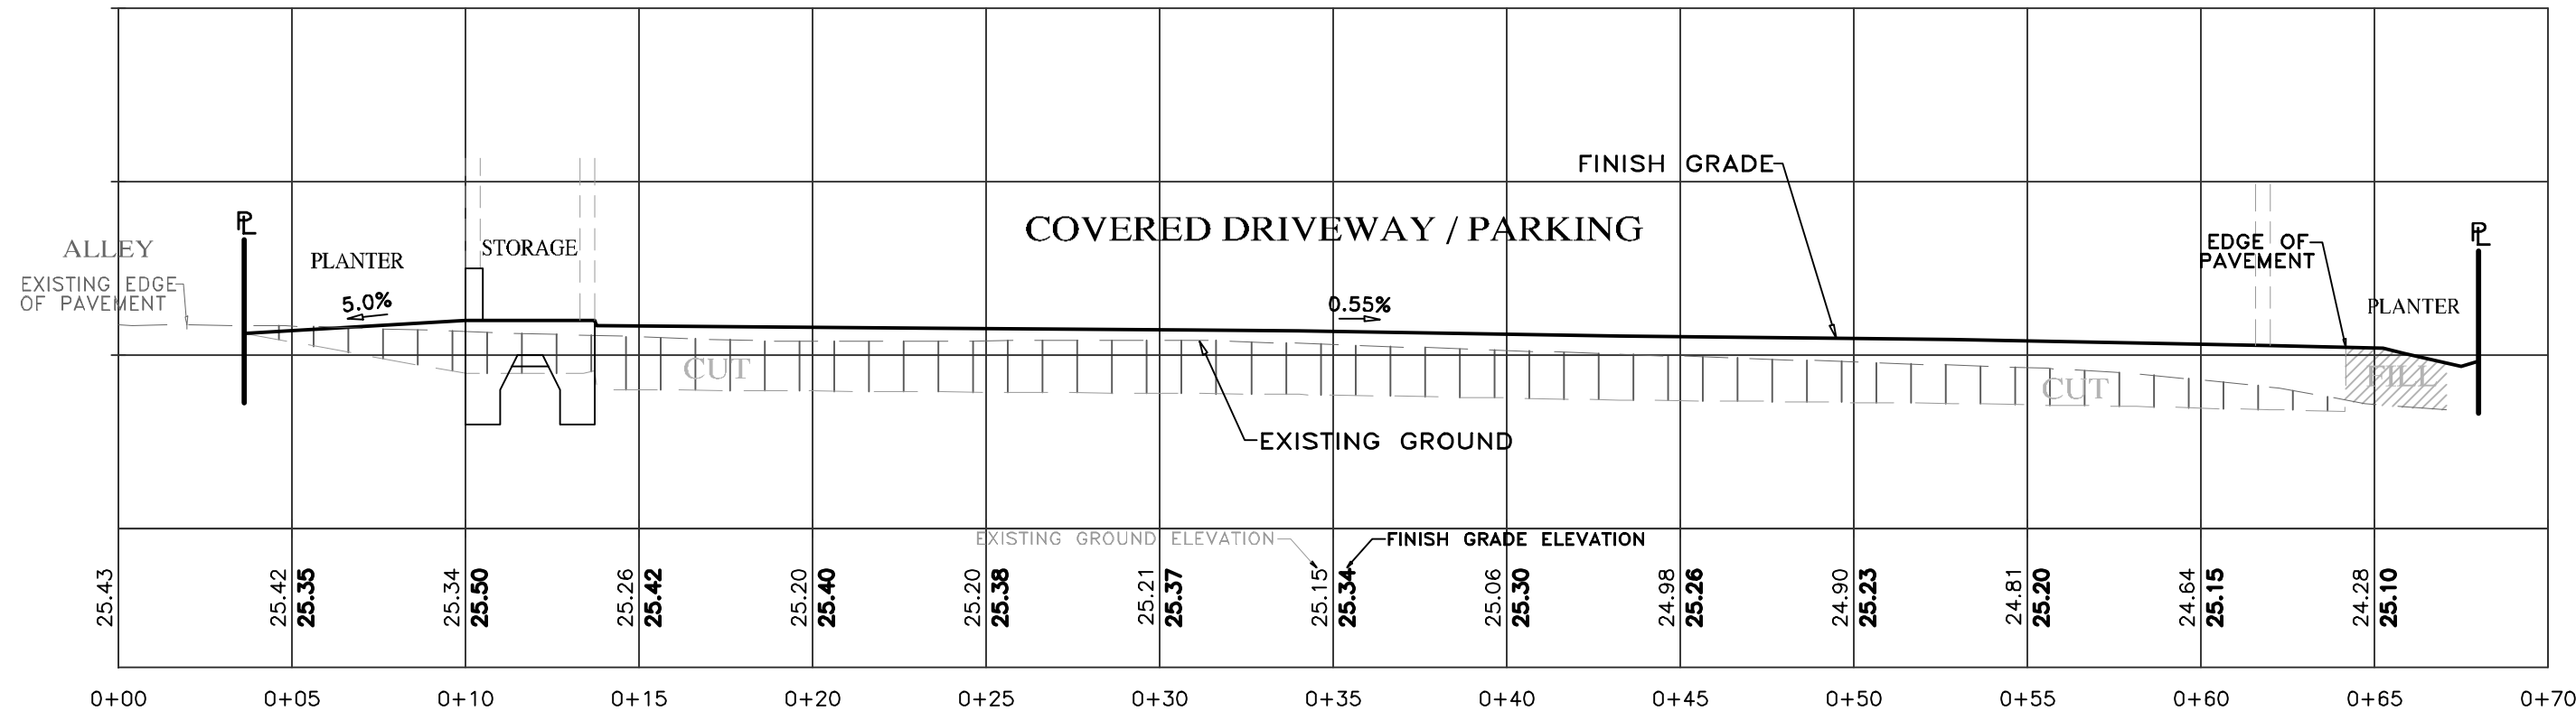 FINISH GRADE
COVERED DRIVEWAY / PARKING
PL
PL
ALLEY
PLANTER
STORAGE
EDGE OF
PAVEMENT
EXISTING EDGE
OF PAVEMENT
5.0%
0.55%
PLANTER
CUT
CUT
FILL
EXISTING GROUND
EXISTING GROUND ELEVATION
FINISH GRADE ELEVATION
25.43
25.42 25.35
25.34 25.50
25.26 25.42
25.20 25.40
25.20 25.38
25.21 25.37
25.15 25.34
25.06 25.30
24.98 25.26
24.90 25.23
24.81 25.20
24.64 25.15
24.28 25.10
0+00 0+05 0+10 0+15 0+20 0+25 0+30 0+35 0+40 0+45 0+50 0+55 0+60 0+65 0+70